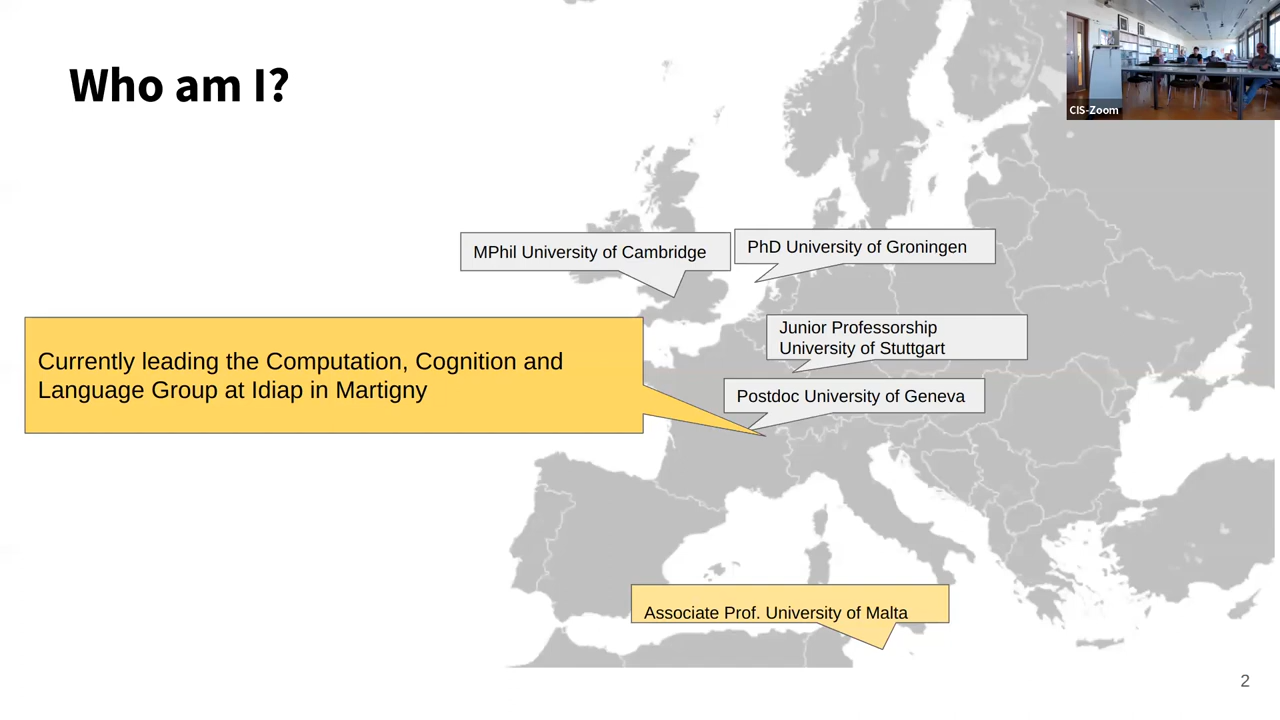 Who am I?
CIS-Zoom
MPhil University of Cambridge
PhD University of Groningen
Junior Professorship
University of Stuttgart
Currently leading the Computation, Cognition and
Language Group at Idiap in Martigny
Postdoc University of Geneva
Associate Prof. University of Malta
2